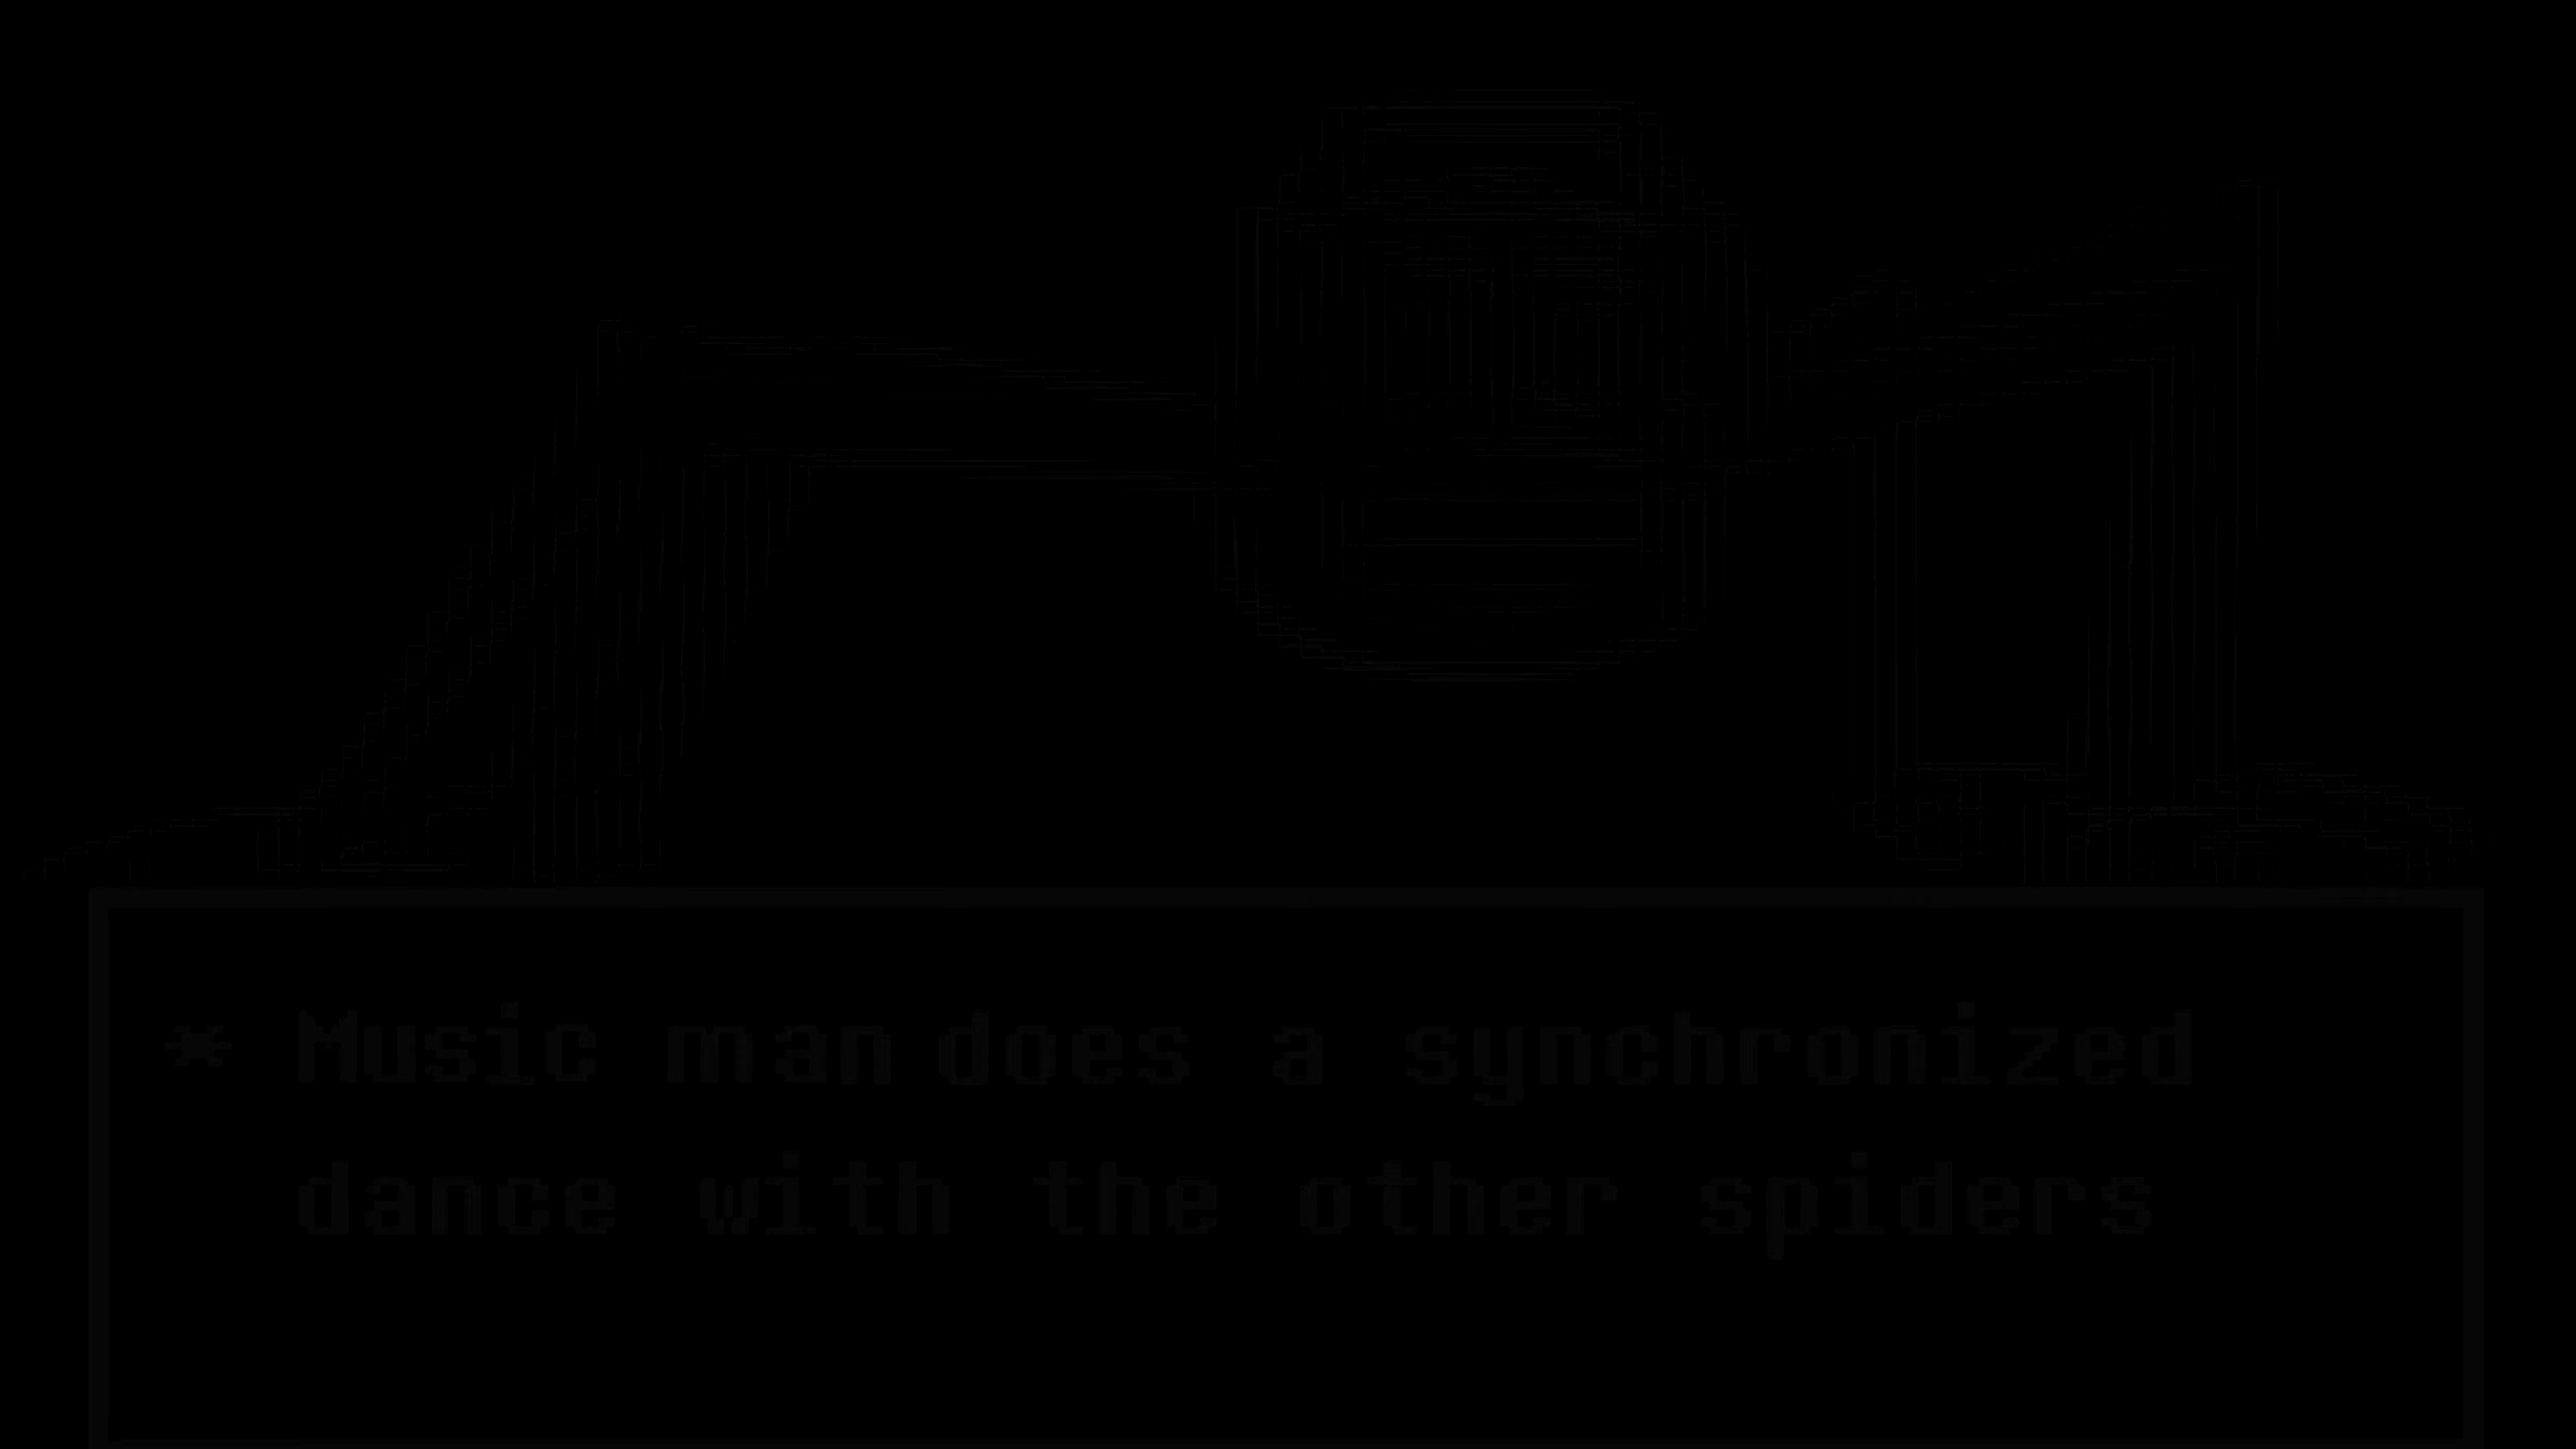 * Music man does a synchronized
dance with the other spiders